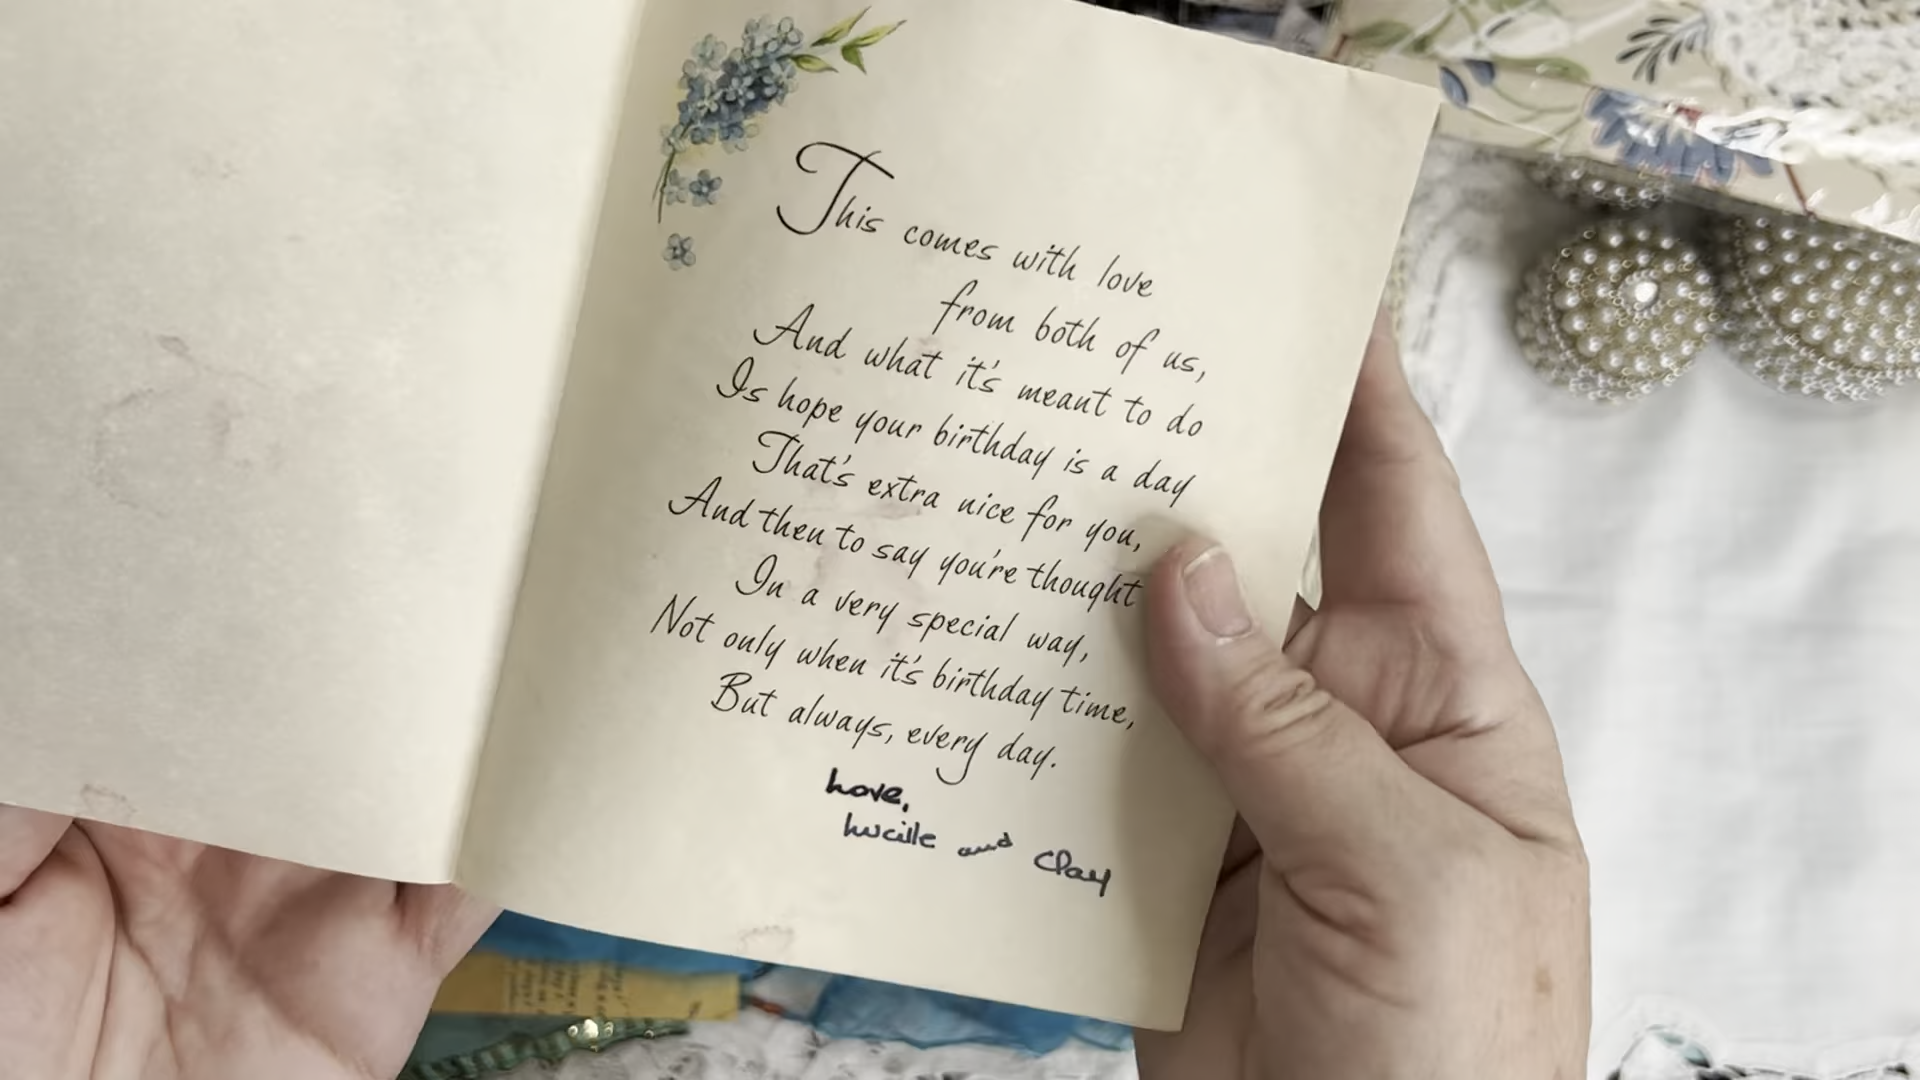 This comes with love
from both of us,
And what it's meant to do
Is hope your birthday is a day
That's extra nice for you,
And then to say you're thought
In a very special way,
Not only when it's birthday time,
But always, every day.
Love,
Lucille and Clay